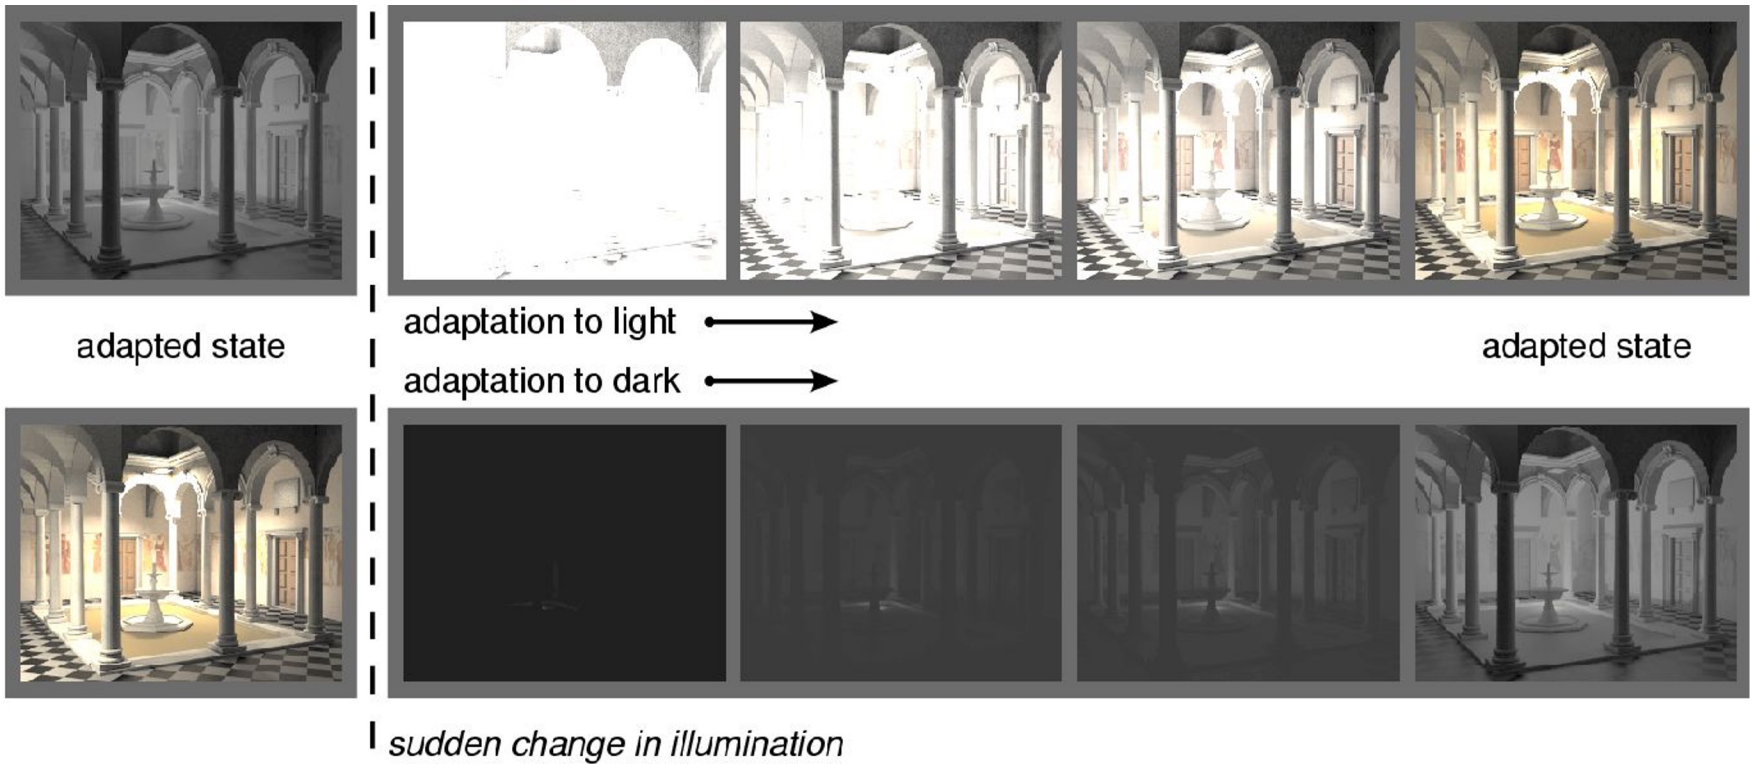 adaptation to light
adapted state
adapted state
adaptation to dark
sudden change in illumination